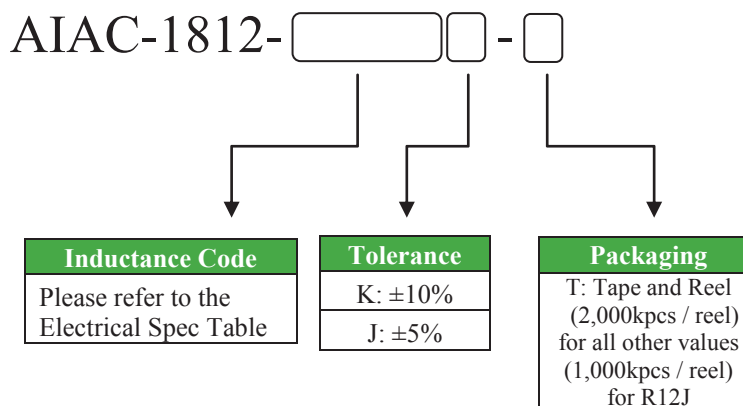 AIAC-1812- -
Inductance Code
Please refer to the
Electrical Spec Table
Tolerance
K: ±10%
J: ±5%
Packaging
T: Tape and Reel
(2,000kpcs / reel)
for all other values
(1,000kpcs / reel)
for R12J